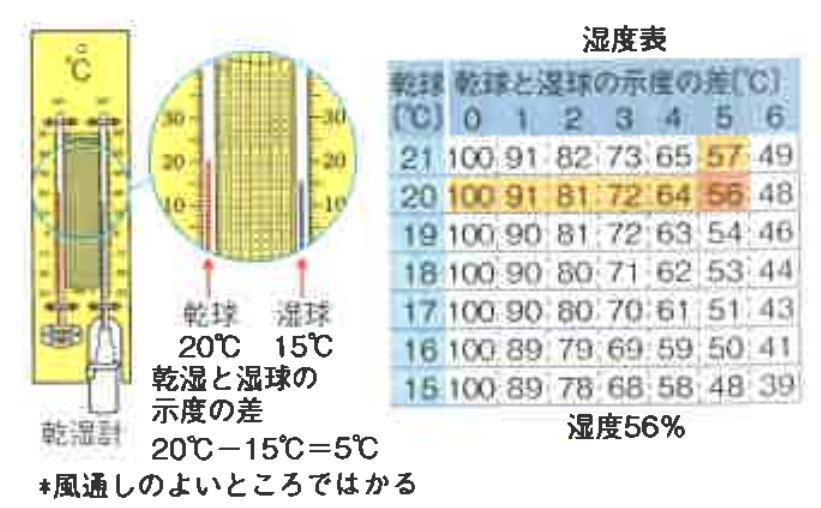 ℃
30 30
20 20
10 10
乾球 湿球
20℃ 15℃
乾湿と湿球の
示度の差
20℃−15℃=5℃
乾湿計
*風通しのよいところではかる
湿度表
乾球 乾球と湿球の示度の差(℃)
(℃) 0 1 2 3 4 5 6
21 100 91 82 73 65 57 49
20 100 91 81 72 64 56 48
19 100 90 81 72 63 54 46
18 100 90 80 71 62 53 44
17 100 90 80 70 61 51 43
16 100 89 79 69 59 50 41
15 100 89 78 68 58 48 39
湿度56%